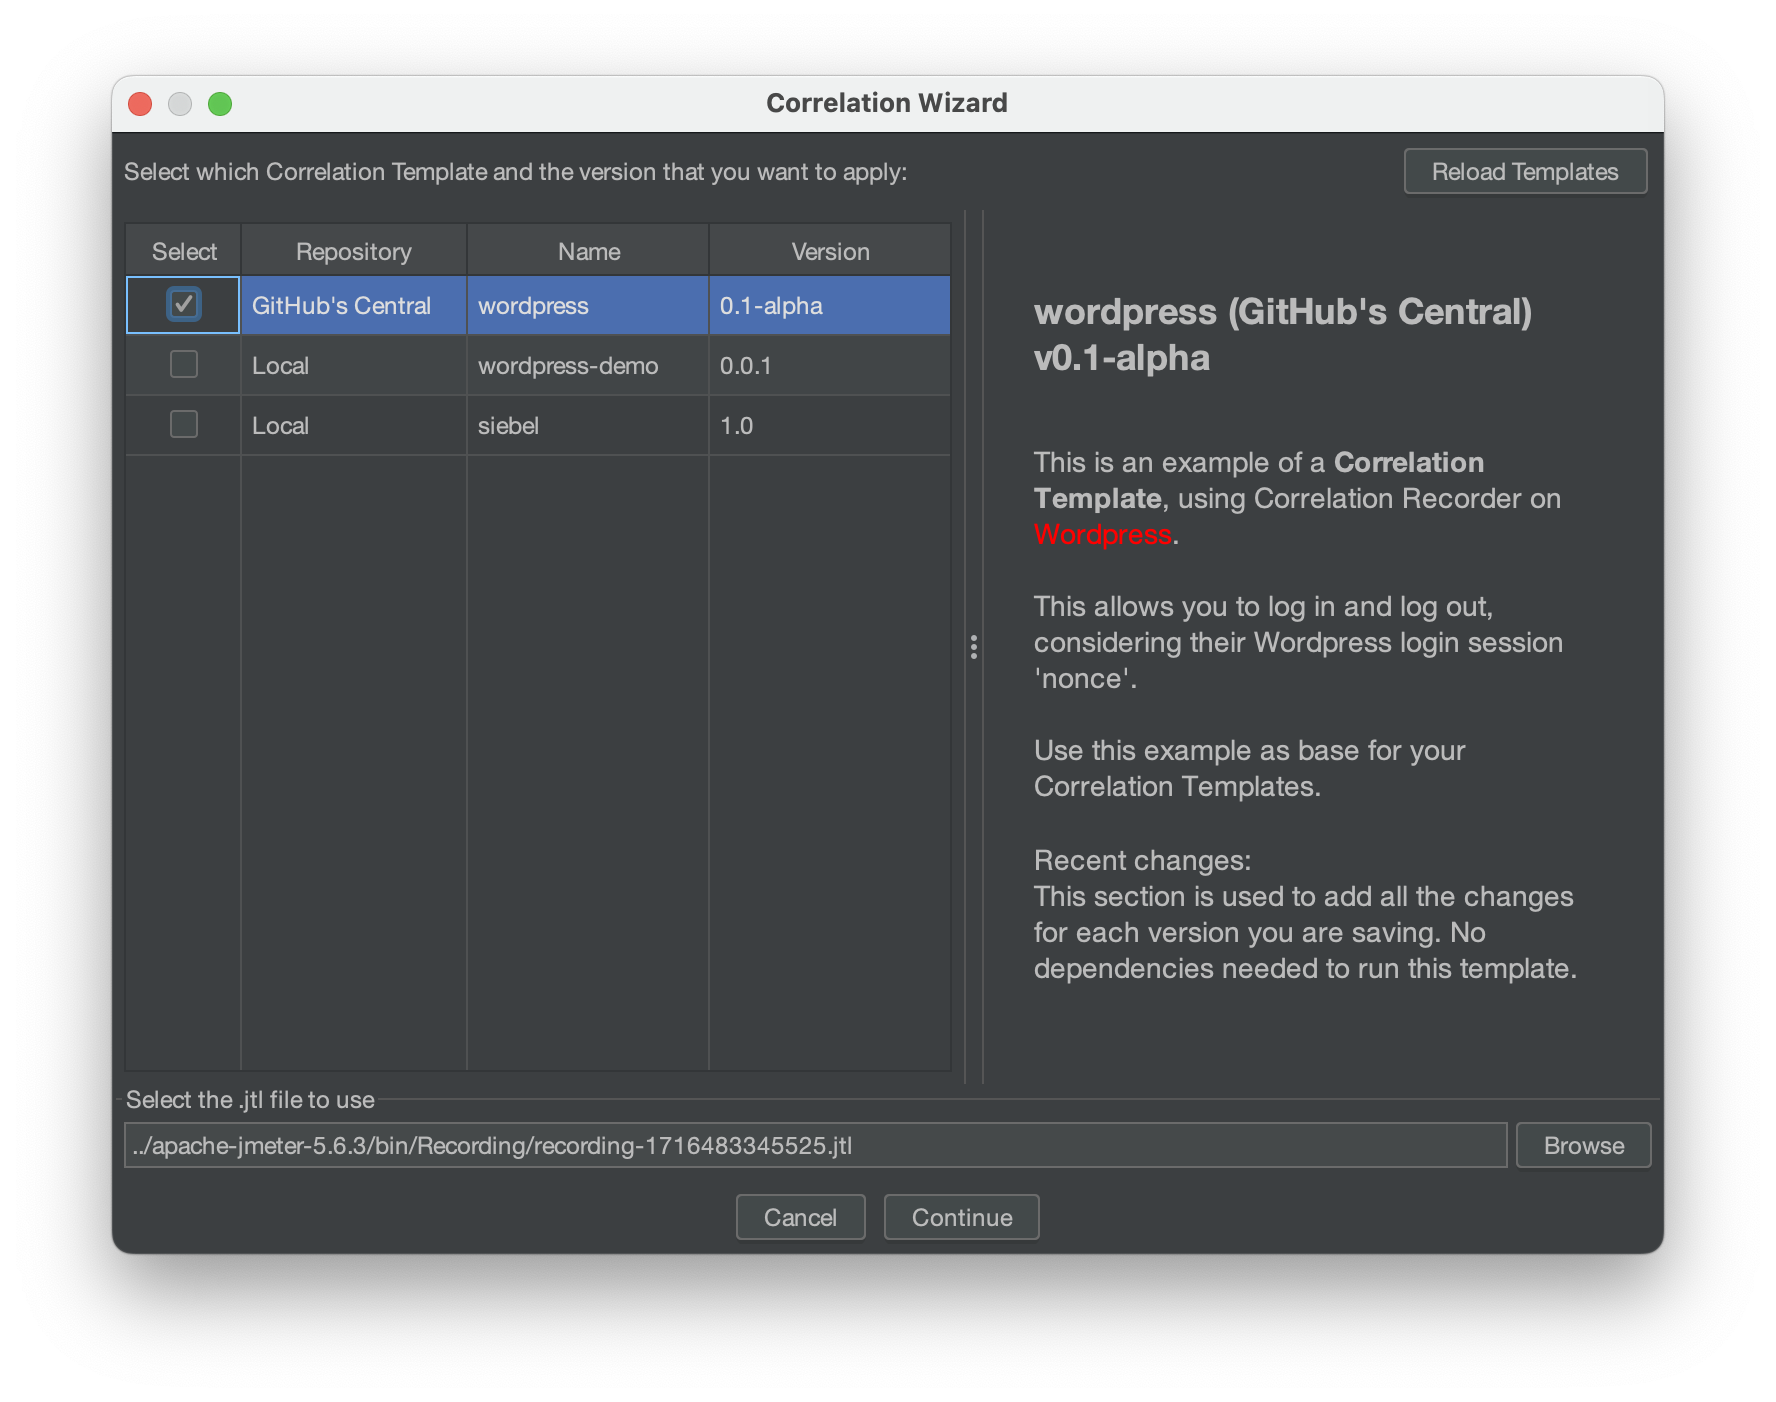 Correlation Wizard
Select which Correlation Template and the version that you want to apply:
Reload Templates
Select Repository Name Version
GitHub's Central wordpress 0.1-alpha
Local wordpress-demo 0.0.1
Local siebel 1.0
wordpress (GitHub's Central)
v0.1-alpha
This is an example of a Correlation
Template, using Correlation Recorder on
Wordpress.
This allows you to log in and log out,
considering their Wordpress login session
'nonce'.
Use this example as base for your
Correlation Templates.
Recent changes:
This section is used to add all the changes
for each version you are saving. No
dependencies needed to run this template.
Select the .jtl file to use
../apache-jmeter-5.6.3/bin/Recording/recording-1716483345525.jtl
Browse
Cancel Continue